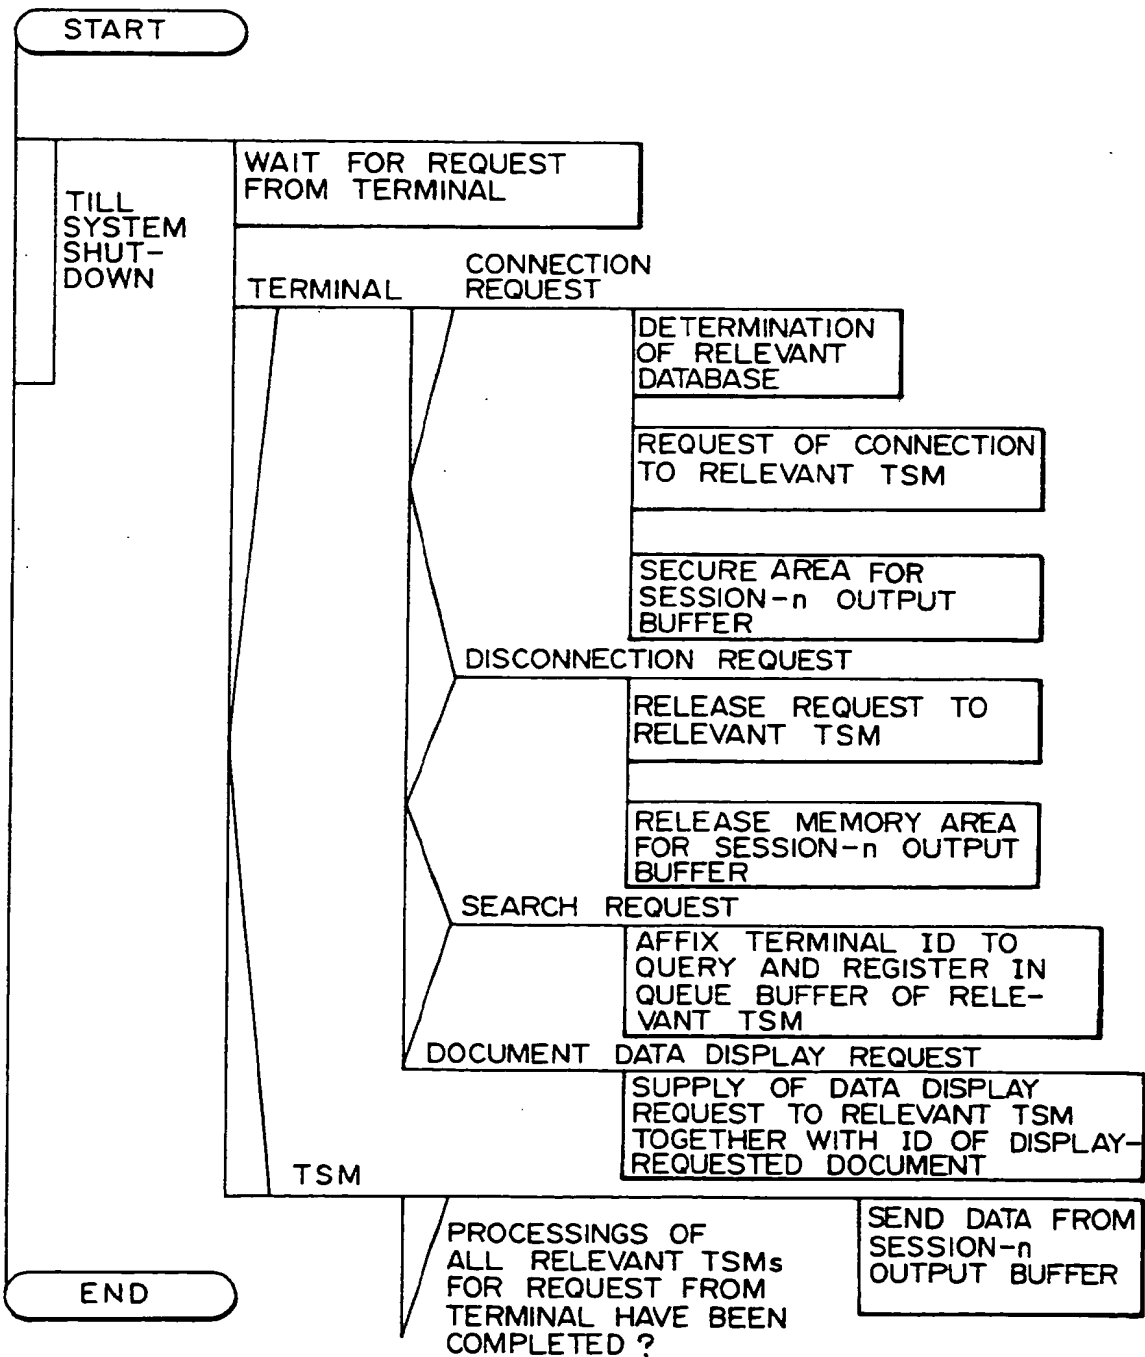 START
TILL
SYSTEM
SHUT-
DOWN
WAIT FOR REQUEST
FROM TERMINAL
TERMINAL
CONNECTION
REQUEST
DETERMINATION
OF RELEVANT
DATABASE
REQUEST OF CONNECTION
TO RELEVANT TSM
SECURE AREA FOR
SESSION-n OUTPUT
BUFFER
DISCONNECTION REQUEST
RELEASE REQUEST TO
RELEVANT TSM
RELEASE MEMORY AREA
FOR SESSION-n OUTPUT
BUFFER
SEARCH REQUEST
AFFIX TERMINAL ID TO
QUERY AND REGISTER IN
QUEUE BUFFER OF RELE-
VANT TSM
DOCUMENT DATA DISPLAY REQUEST
SUPPLY OF DATA DISPLAY
REQUEST TO RELEVANT TSM
TOGETHER WITH ID OF DISPLAY-
REQUESTED DOCUMENT
TSM
PROCESSINGS OF
ALL RELEVANT TSMs
FOR REQUEST FROM
TERMINAL HAVE BEEN
COMPLETED ?
SEND DATA FROM
SESSION-n
OUTPUT BUFFER
END